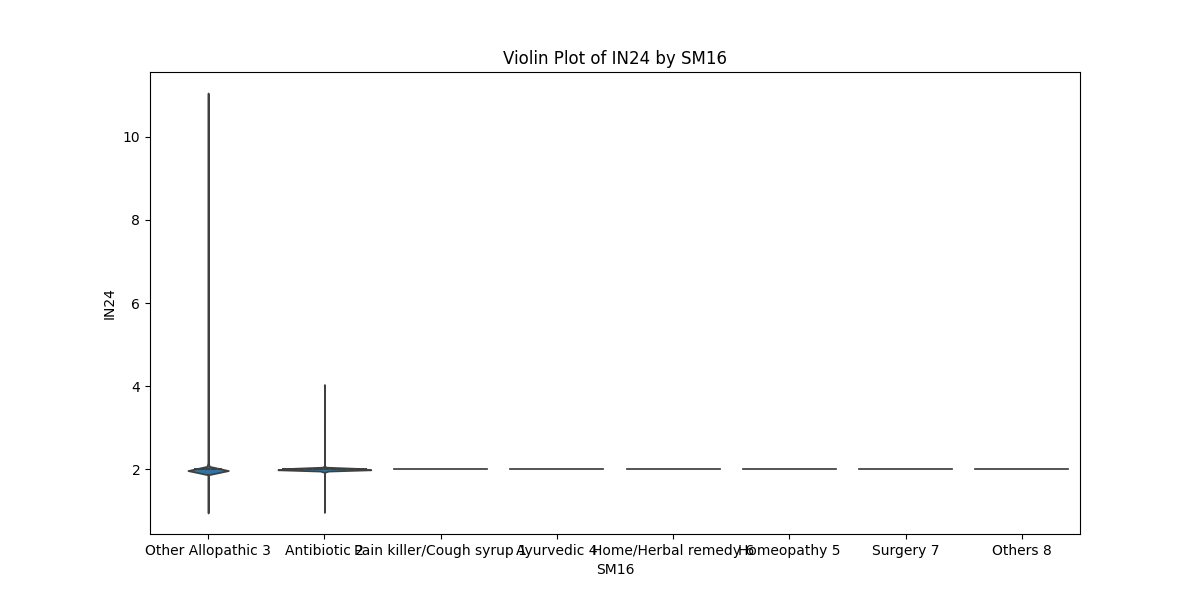 Violin Plot of IN24 by SM16
10
8
6
4
2
IN24
Other Allopathic 3 Antibiotic 2 Pain killer/Cough syrup 1 Ayurvedic 4 Home/Herbal remedy 6 Homeopathy 5 Surgery 7 Others 8
SM16